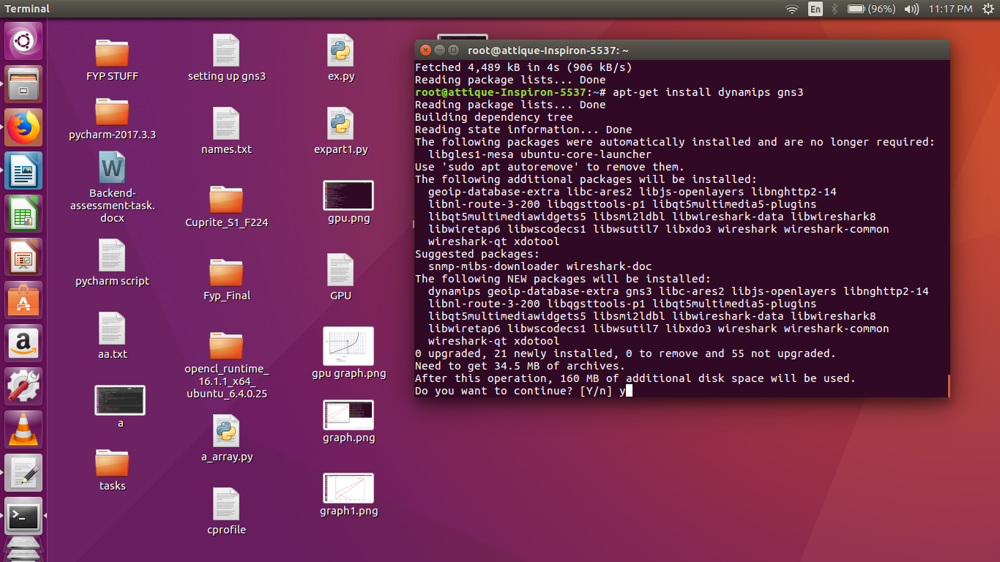 Terminal
En
(96%)
11:17 PM
FYP STUFF
pycharm-2017.3.3
W
Backend-
assessment-task.
docx
pycharm script
aa.txt
a
tasks
setting up gns3
names.txt
Cuprite_S1_F224
Fyp_Final
opencl_runtime_
16.1.1_x64_
ubuntu_6.4.0.25
a_array.py
cprofile
ex.py
expart1.py
gpu.png
GPU
gpu graph.png
graph.png
graph1.png
root@attique-Inspiron-5537: ~
Fetched 4,489 kB in 4s (906 kB/s)
Reading package lists... Done
root@attique-Inspiron-5537:~# apt-get install dynamips gns3
Reading package lists... Done
Building dependency tree
Reading state information... Done
The following packages were automatically installed and are no longer required:
libgles1-mesa ubuntu-core-launcher
Use 'sudo apt autoremove' to remove them.
The following additional packages will be installed:
geoip-database-extra libc-ares2 libjs-openlayers libnghttp2-14
libnl-route-3-200 libqgsttools-p1 libqt5multimedia5-plugins
libqt5multimediawidgets5 libsmi2ldbl libwireshark-data libwireshark8
libwiretap6 libwscodecs1 libwsutil7 libxdo3 wireshark wireshark-common
wireshark-qt xdotool
Suggested packages:
snmp-mibs-downloader wireshark-doc
The following NEW packages will be installed:
dynamips geoip-database-extra gns3 libc-ares2 libjs-openlayers libnghttp2-14
libnl-route-3-200 libqgsttools-p1 libqt5multimedia5-plugins
libqt5multimediawidgets5 libsmi2ldbl libwireshark-data libwireshark8
libwiretap6 libwscodecs1 libwsutil7 libxdo3 wireshark wireshark-common
wireshark-qt xdotool
0 upgraded, 21 newly installed, 0 to remove and 55 not upgraded.
Need to get 34.5 MB of archives.
After this operation, 160 MB of additional disk space will be used.
Do you want to continue? [Y/n] y